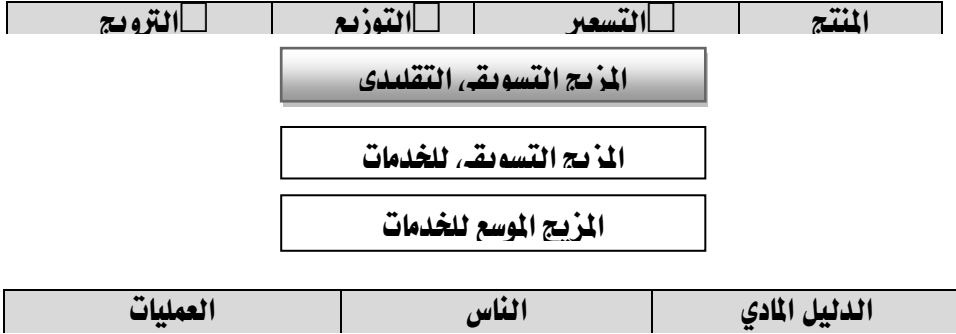 المنتج □التسعير □التوزيع □الترويج
المزيج التسويقي التقليدي
المزيج التسويقي للخدمات
المزيج الموسع للخدمات
الدليل المادي الناس العمليات